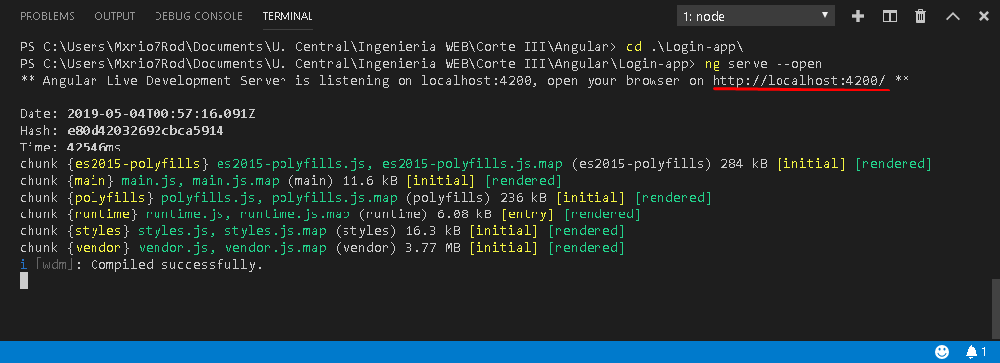 PROBLEMS OUTPUT DEBUG CONSOLE TERMINAL 1: node
PS C:\Users\Mxrio7Rod\Documents\U. Central\Ingenieria WEB\Corte III\Angular> cd .\Login-app\
PS C:\Users\Mxrio7Rod\Documents\U. Central\Ingenieria WEB\Corte III\Angular\Login-app> ng serve --open
** Angular Live Development Server is listening on localhost:4200, open your browser on http://localhost:4200/ **
Date: 2019-05-04T00:57:16.091Z
Hash: e80d42032692cbca5914
Time: 42546ms
chunk {es2015-polyfills} es2015-polyfills.js, es2015-polyfills.js.map (es2015-polyfills) 284 kB [initial] [rendered]
chunk {main} main.js, main.js.map (main) 11.6 kB [initial] [rendered]
chunk {polyfills} polyfills.js, polyfills.js.map (polyfills) 236 kB [initial] [rendered]
chunk {runtime} runtime.js, runtime.js.map (runtime) 6.08 kB [entry] [rendered]
chunk {styles} styles.js, styles.js.map (styles) 16.3 kB [initial] [rendered]
chunk {vendor} vendor.js, vendor.js.map (vendor) 3.77 MB [initial] [rendered]
i ｢wdm｣: Compiled successfully.
1